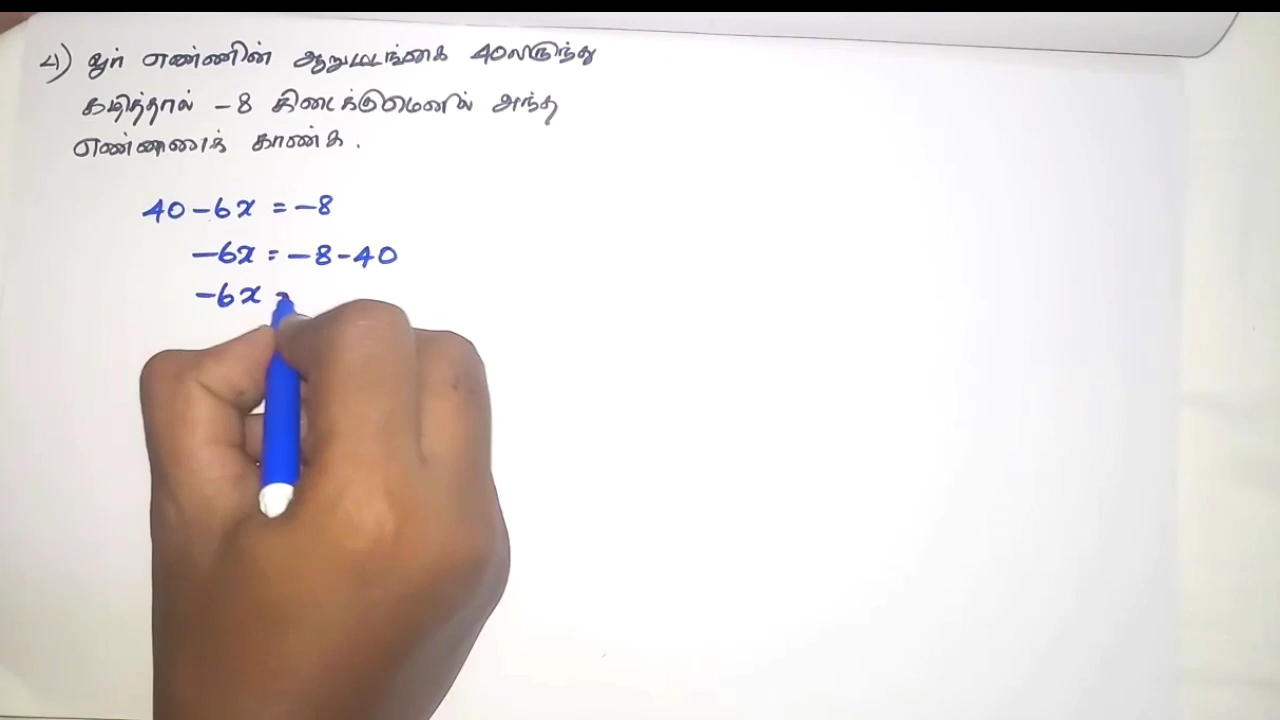 4) ஓர் எண்ணின் ஆறுமடங்கை 40லிருந்து
கழித்தால் -8 கிடைக்குமெனில் அந்த
எண்ணைக் காண்க .
40 - 6x = -8
-6x = -8 - 40
-6x =